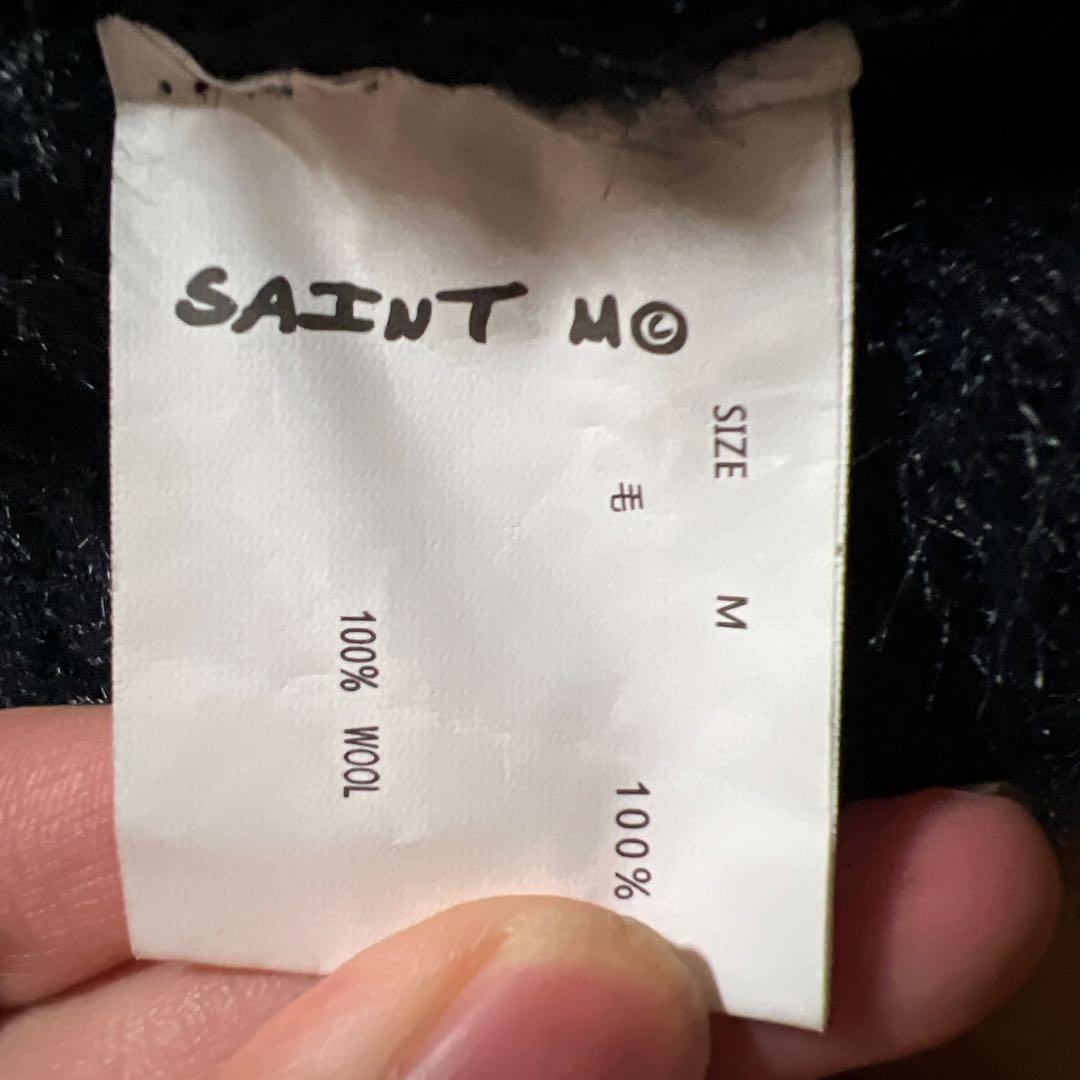 SAINT M©
SIZE M
毛 100%
100% WOOL